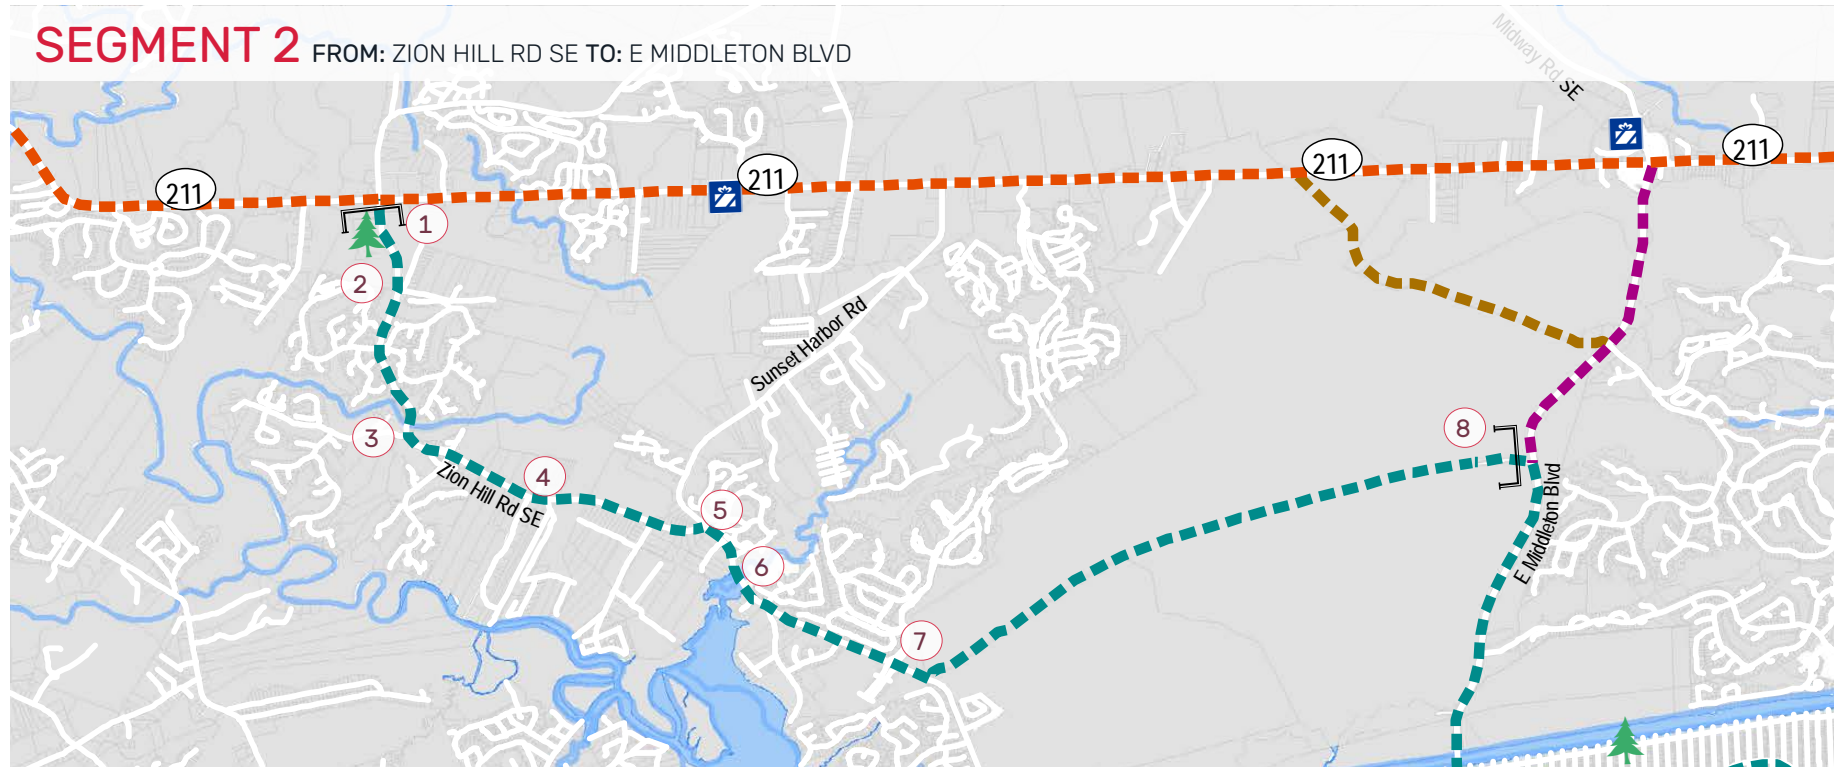 SEGMENT 2 FROM: ZION HILL RD SE TO: E MIDDLETON BLVD
Midway Rd SE
211
211
211
211
1
2
Sunset Harbor Rd
3
Zion Hill Rd SE
4
5
6
7
8
E Middleton Blvd